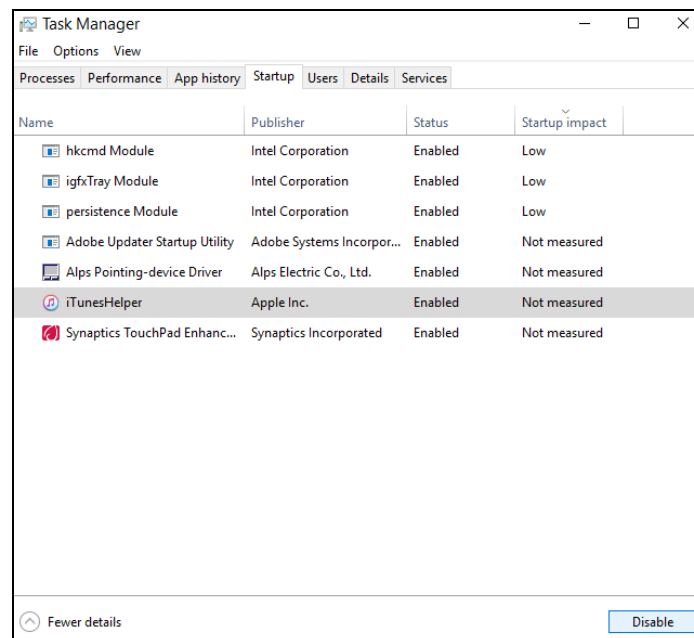 Task Manager
File Options View
Processes Performance App history Startup Users Details Services
Name Publisher Status Startup impact
hkcmd Module Intel Corporation Enabled Low
igfxTray Module Intel Corporation Enabled Low
persistence Module Intel Corporation Enabled Low
Adobe Updater Startup Utility Adobe Systems Incorpor... Enabled Not measured
Alps Pointing-device Driver Alps Electric Co., Ltd. Enabled Not measured
iTunesHelper Apple Inc. Enabled Not measured
Synaptics TouchPad Enhanc... Synaptics Incorporated Enabled Not measured
Fewer details Disable